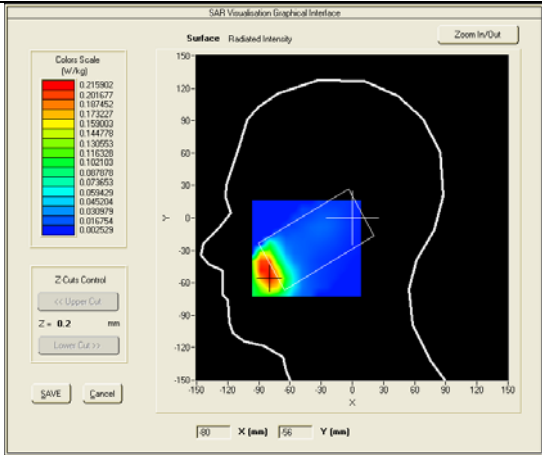 SAR Visualisation Graphical Interface
Surface Radiated Intensity
Zoom In/Out
Colors Scale
(W/kg)
0.215902
0.201677
0.187452
0.173227
0.159003
0.144778
0.130553
0.116328
0.102103
0.087878
0.073653
0.059429
0.045204
0.030979
0.016754
0.002529
150
120
90
60
30
0
-30
-60
-90
-120
-150
Y
-150 -120 -90 -60 -30 0 30 60 90 120 150
X
Z-Cuts Control
<< Upper Cut
Z = 0.2 mm
Lower Cut >>
SAVE Cancel
-80 X (mm) -56 Y (mm)